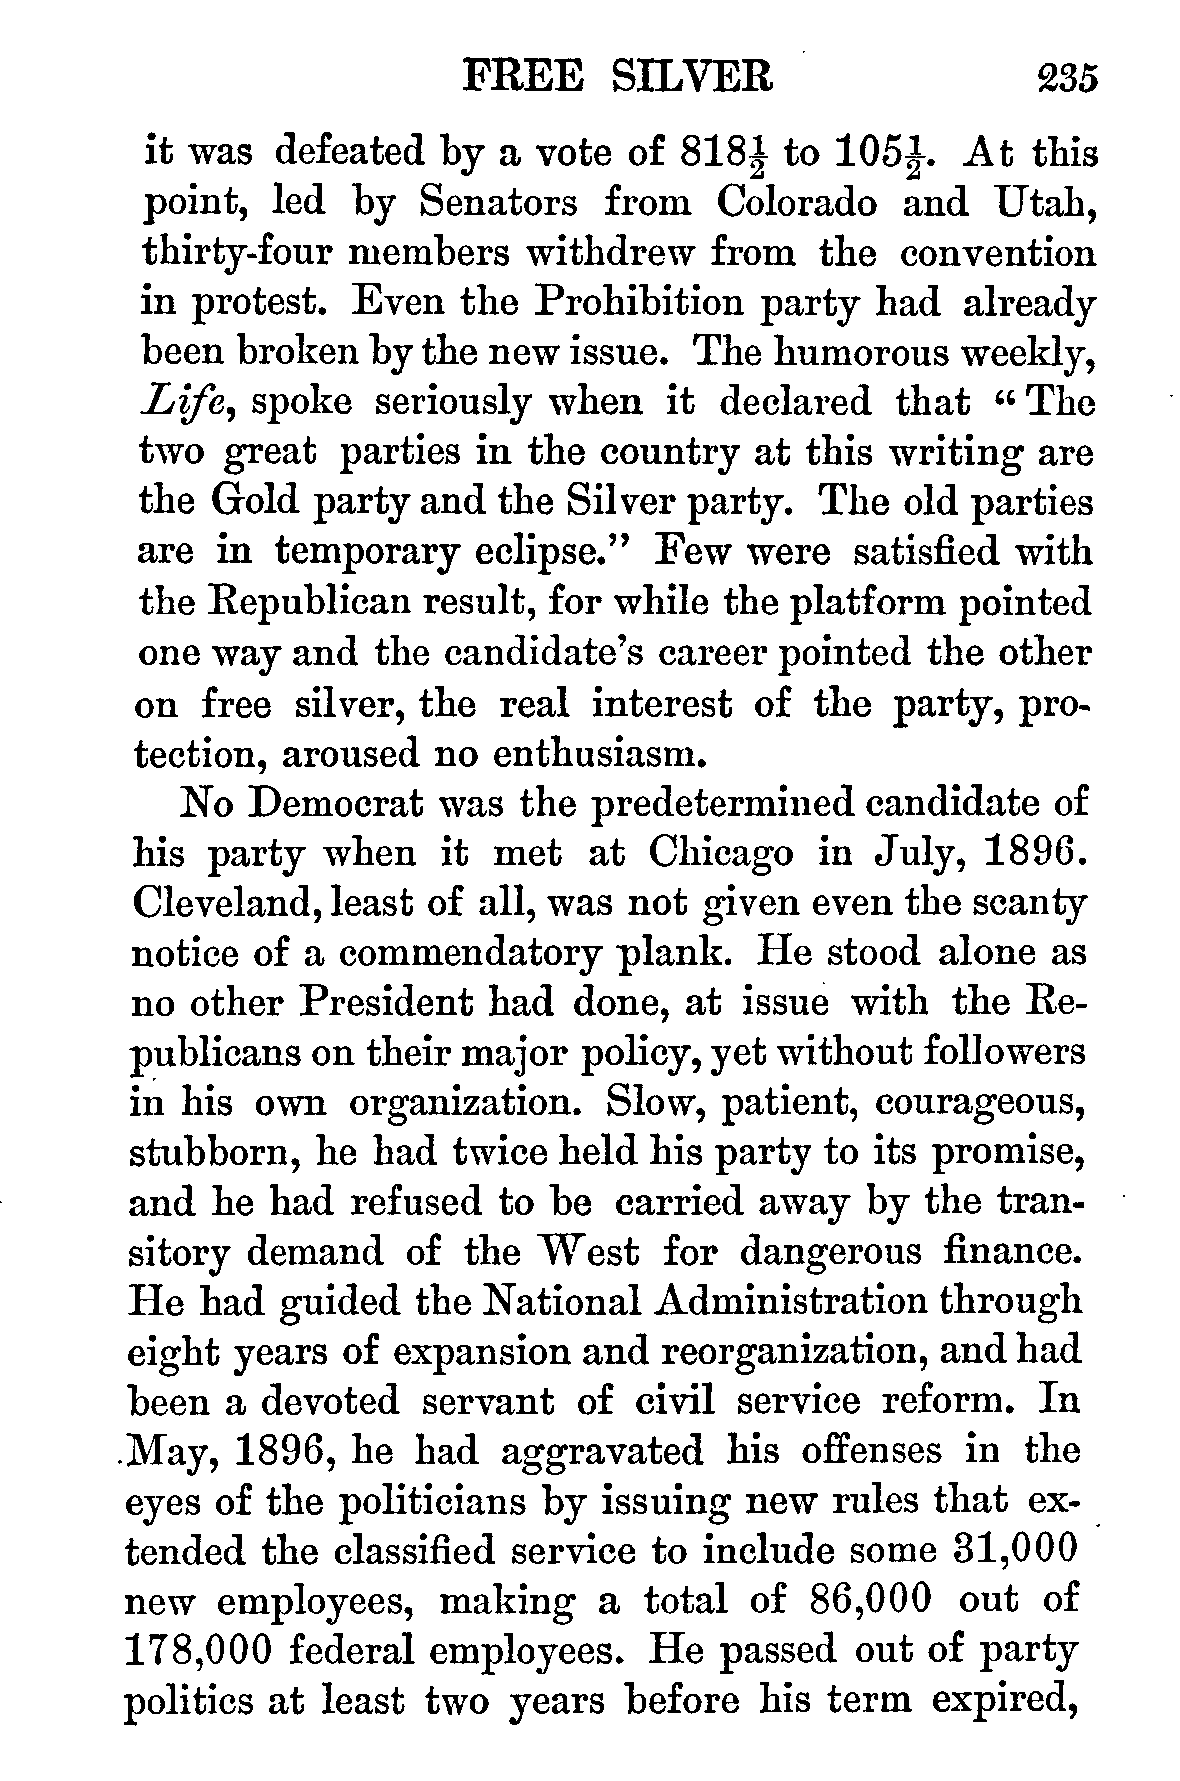 FREE SILVER 235
it was defeated by a vote of 818½ to 105½. At this
point, led by Senators from Colorado and Utah,
thirty-four members withdrew from the convention
in protest. Even the Prohibition party had already
been broken by the new issue. The humorous weekly,
Life, spoke seriously when it declared that “The
two great parties in the country at this writing are
the Gold party and the Silver party. The old parties
are in temporary eclipse.” Few were satisfied with
the Republican result, for while the platform pointed
one way and the candidate’s career pointed the other
on free silver, the real interest of the party, pro-
tection, aroused no enthusiasm.
No Democrat was the predetermined candidate of
his party when it met at Chicago in July, 1896.
Cleveland, least of all, was not given even the scanty
notice of a commendatory plank. He stood alone as
no other President had done, at issue with the Re-
publicans on their major policy, yet without followers
in his own organization. Slow, patient, courageous,
stubborn, he had twice held his party to its promise,
and he had refused to be carried away by the tran-
sitory demand of the West for dangerous finance.
He had guided the National Administration through
eight years of expansion and reorganization, and had
been a devoted servant of civil service reform. In
May, 1896, he had aggravated his offenses in the
eyes of the politicians by issuing new rules that ex-
tended the classified service to include some 31,000
new employees, making a total of 86,000 out of
178,000 federal employees. He passed out of party
politics at least two years before his term expired,